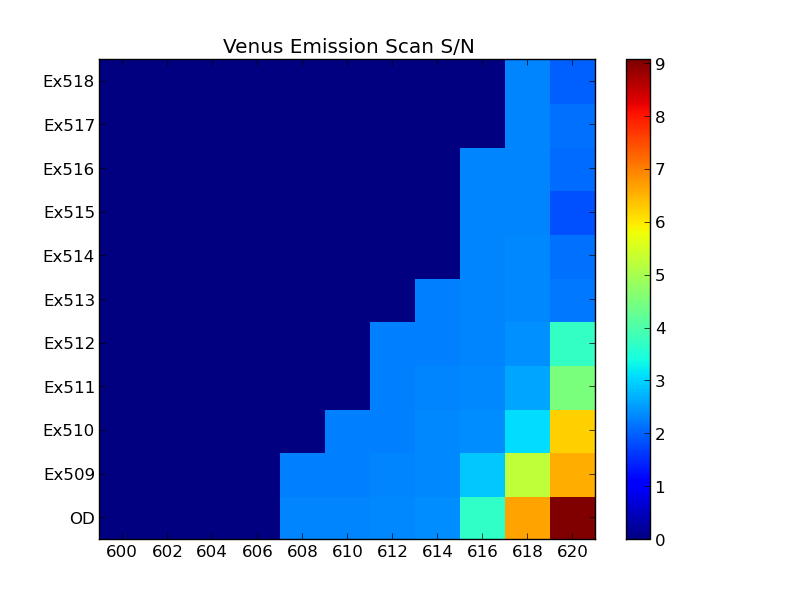 Venus Emission Scan S/N
Ex518
Ex517
Ex516
Ex515
Ex514
Ex513
Ex512
Ex511
Ex510
Ex509
OD
600 602 604 606 608 610 612 614 616 618 620
9
8
7
6
5
4
3
2
1
0